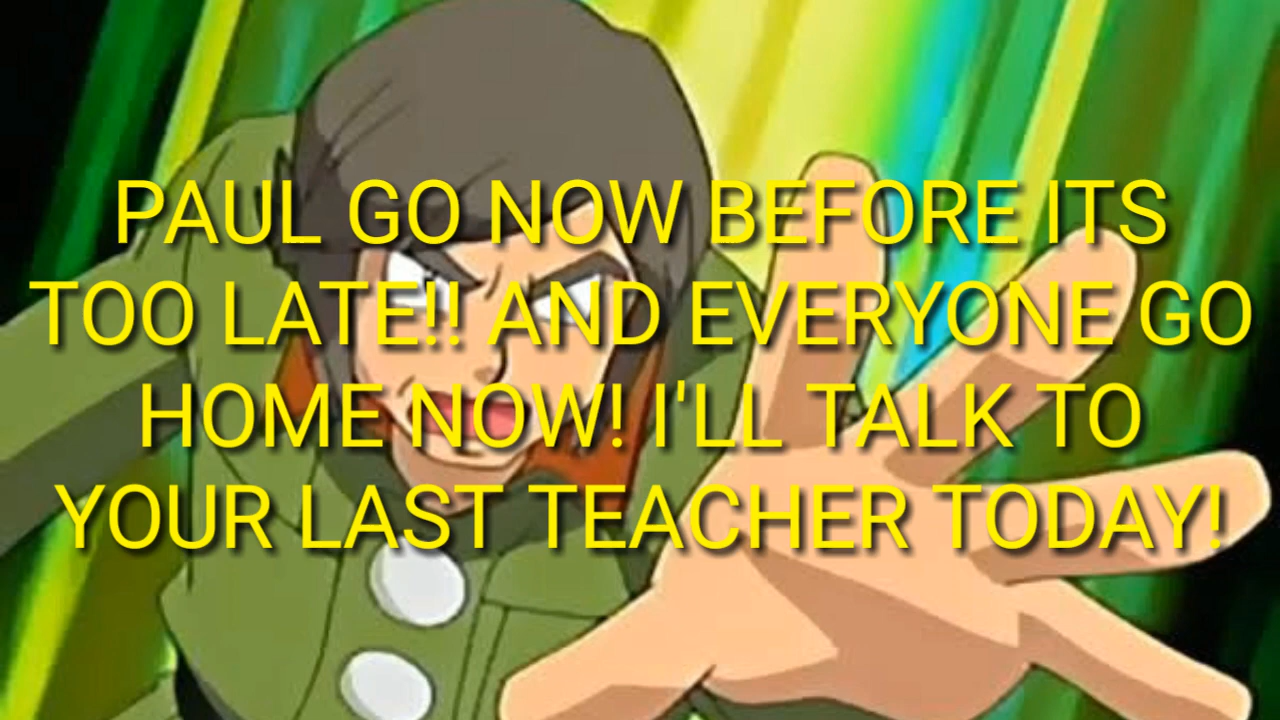 PAUL GO NOW BEFORE ITS
TOO LATE!! AND EVERYONE GO
HOME NOW! I'LL TALK TO
YOUR LAST TEACHER TODAY!